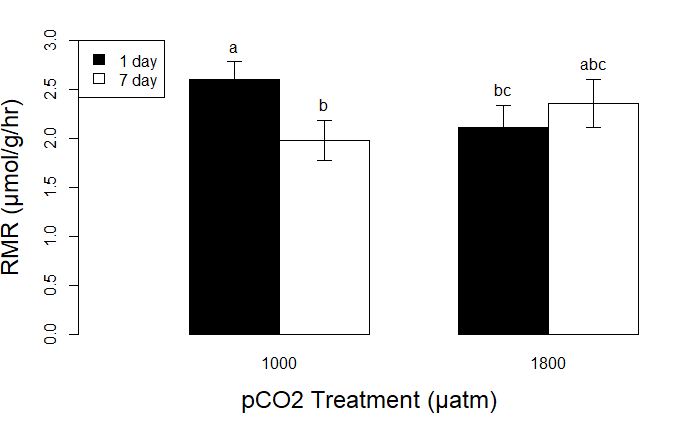 RMR (μmol/g/hr)
3.0
2.5
2.0
1.5
1.0
0.5
0.0
1 day
7 day
a
b
bc
abc
1000
1800
pCO2 Treatment (μatm)